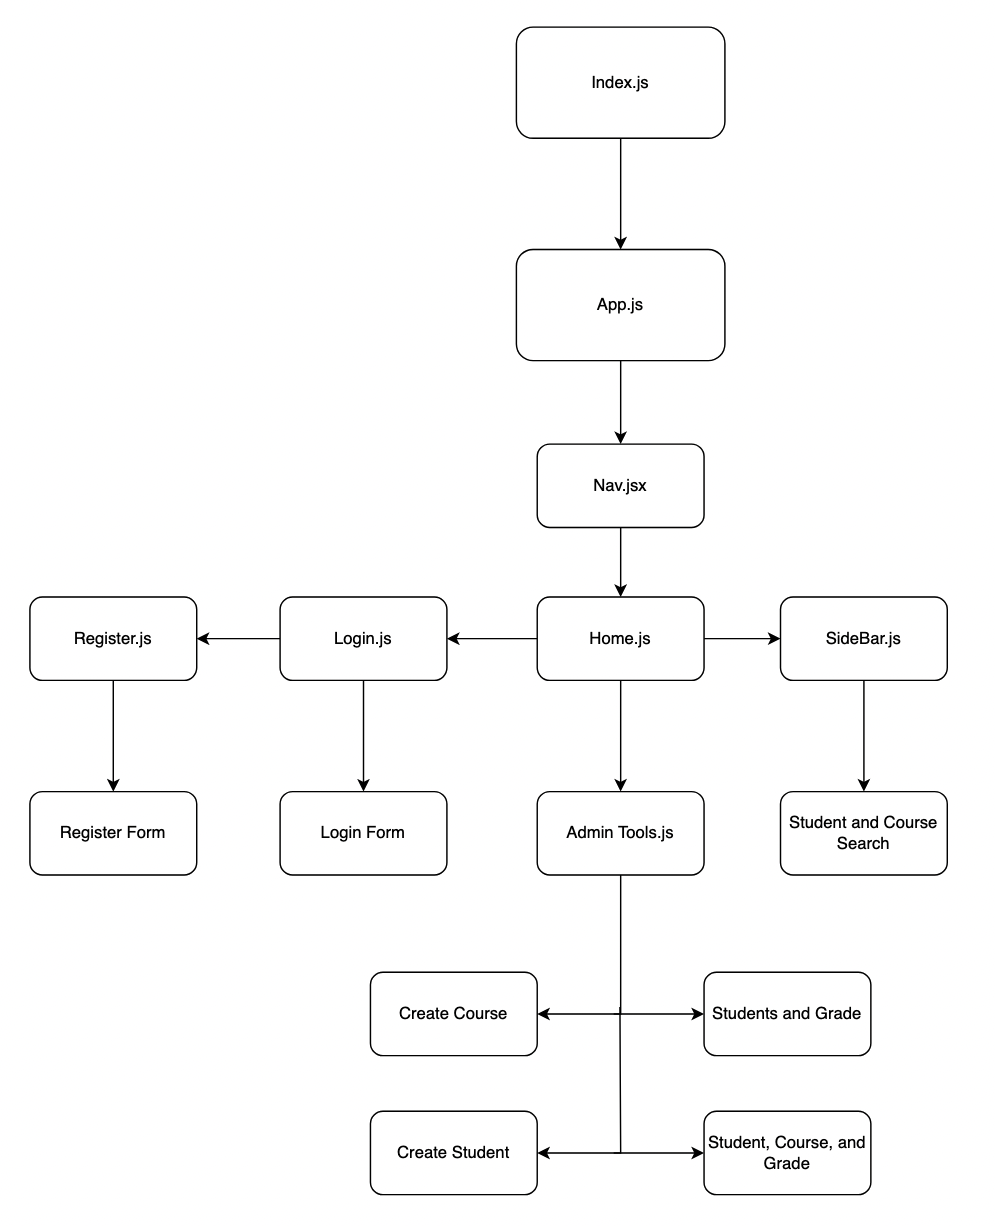 Index.js
App.js
Nav.jsx
Register.js
Login.js
Home.js
SideBar.js
Register Form
Login Form
Admin Tools.js
Student and Course
Search
Create Course
Students and Grade
Create Student
Student, Course, and
Grade